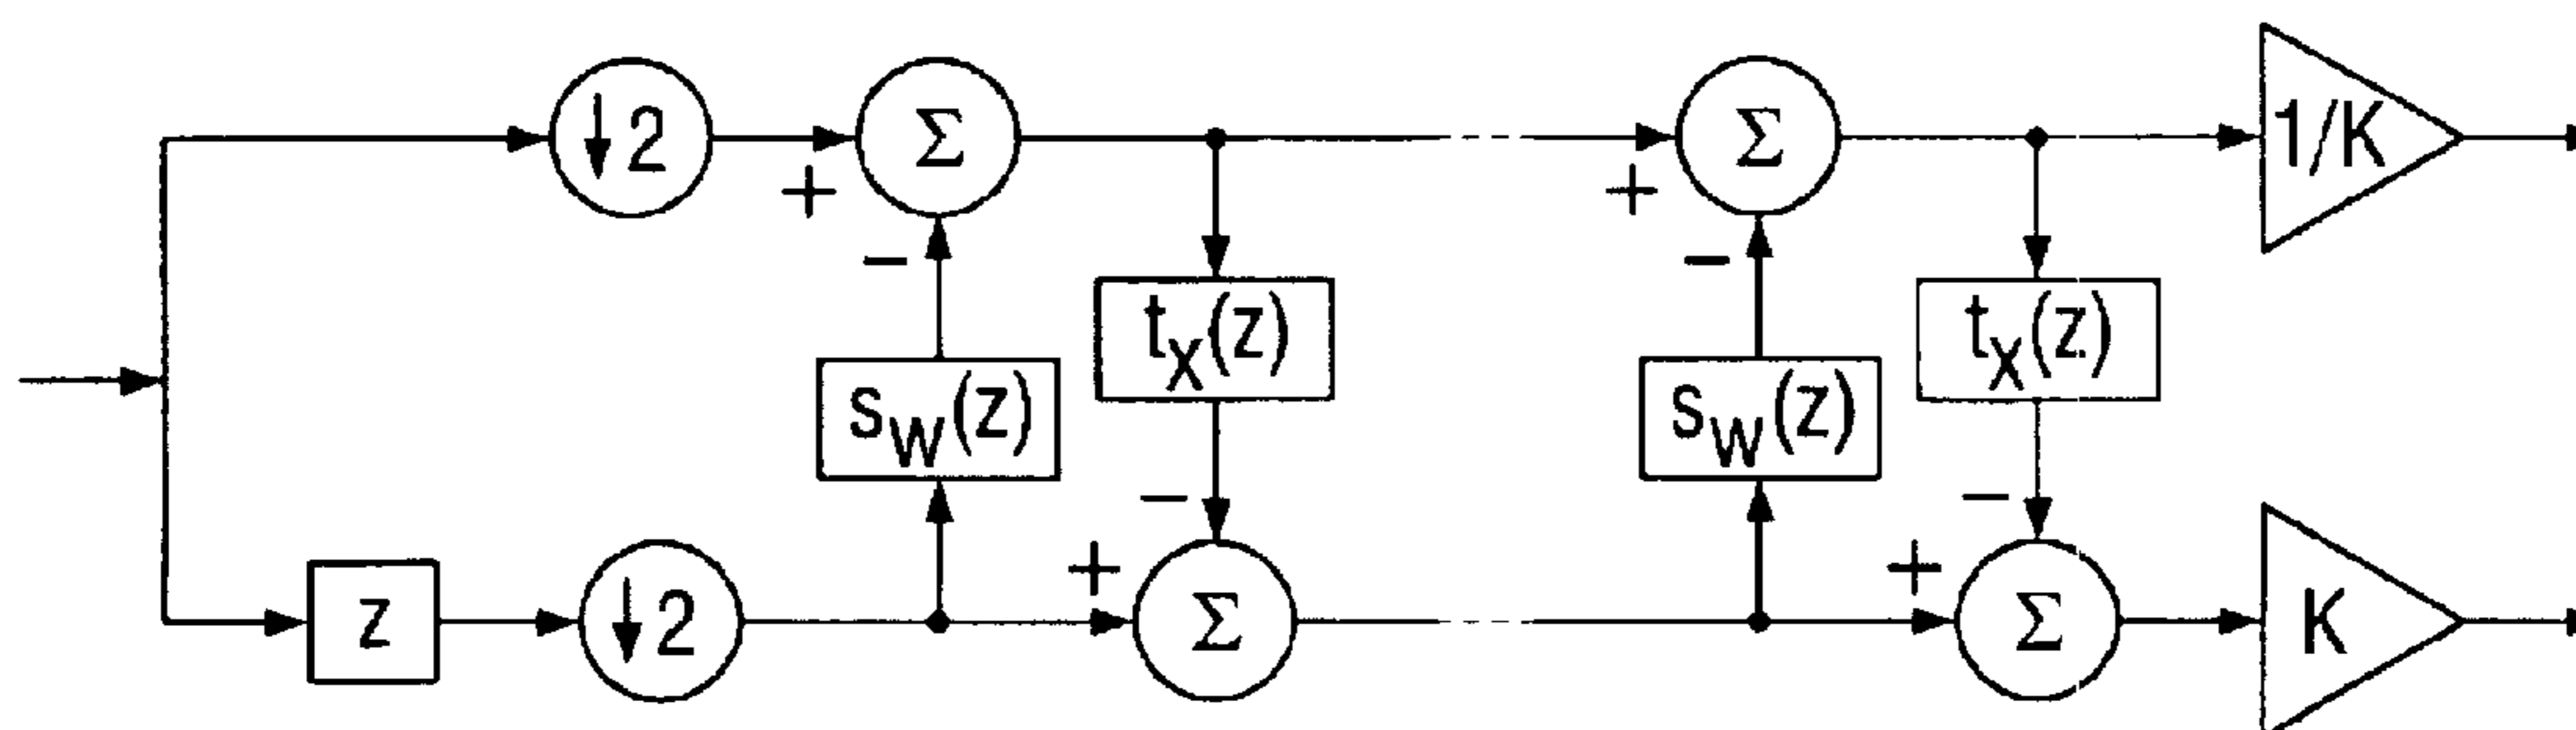 ↓2 Σ Σ 1/K
+ +
− −
t_X(z) t_X(z)
s_W(z) s_W(z)
− −
+ +
z ↓2 Σ Σ K